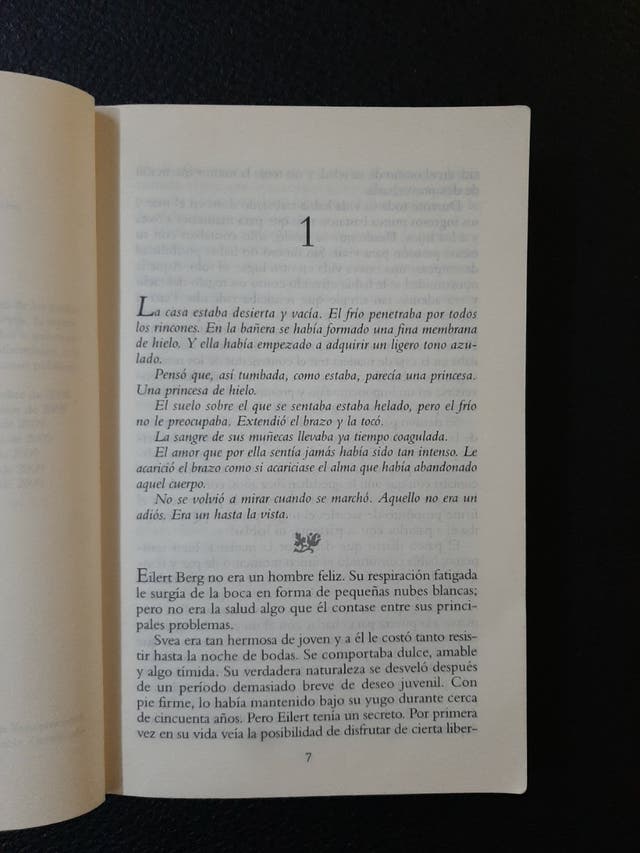 1
La casa estaba desierta y vacía. El frío penetraba por todos
los rincones. En la bañera se había formado una fina membrana
de hielo. Y ella había empezado a adquirir un ligero tono azu-
lado.
Pensó que, así tumbada, como estaba, parecía una princesa.
Una princesa de hielo.
El suelo sobre el que se sentaba estaba helado, pero el frío
no le preocupaba. Extendió el brazo y la tocó.
La sangre de sus muñecas llevaba ya tiempo coagulada.
El amor que por ella sentía jamás había sido tan intenso. Le
acarició el brazo como si acariciase el alma que había abandonado
aquel cuerpo.
No se volvió a mirar cuando se marchó. Aquello no era un
adiós. Era un hasta la vista.
Eilert Berg no era un hombre feliz. Su respiración fatigada
le surgía de la boca en forma de pequeñas nubes blancas;
pero no era la salud algo que él contase entre sus princi-
pales problemas.
Svea era tan hermosa de joven y a él le costó tanto resis-
tir hasta la noche de bodas. Se comportaba dulce, amable
y algo tímida. Su verdadera naturaleza se desveló después
de un período demasiado breve de deseo juvenil. Con
pie firme, lo había mantenido bajo su yugo durante cerca
de cincuenta años. Pero Eilert tenía un secreto. Por primera
vez en su vida veía la posibilidad de disfrutar de cierta liber-
7